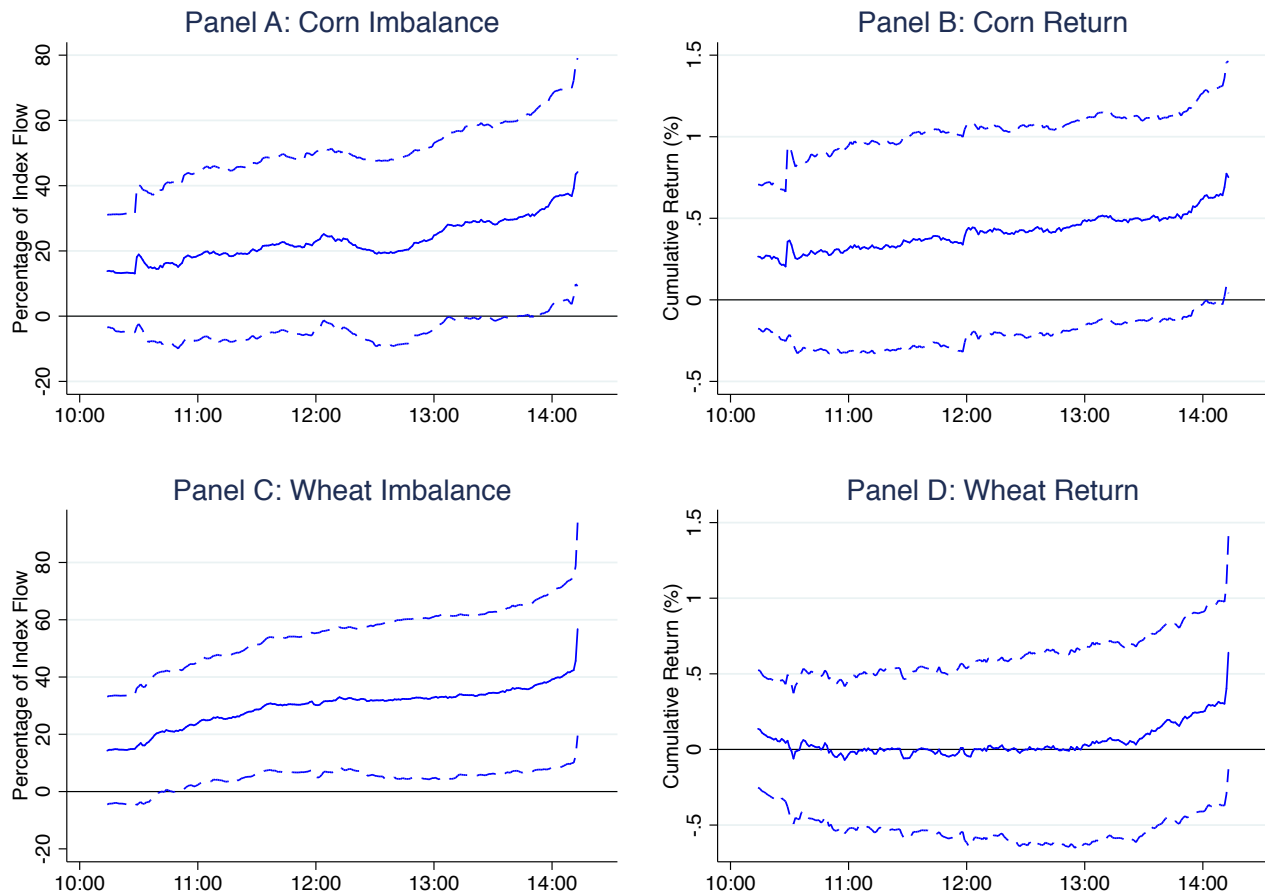 Panel A: Corn Imbalance
Percentage of Index Flow
80
60
40
20
0
-20
10:00 11:00 12:00 13:00 14:00
Panel B: Corn Return
Cumulative Return (%)
1.5
1
.5
0
-.5
10:00 11:00 12:00 13:00 14:00
Panel C: Wheat Imbalance
Percentage of Index Flow
80
60
40
20
0
-20
10:00 11:00 12:00 13:00 14:00
Panel D: Wheat Return
Cumulative Return (%)
1.5
1
.5
0
-.5
10:00 11:00 12:00 13:00 14:00